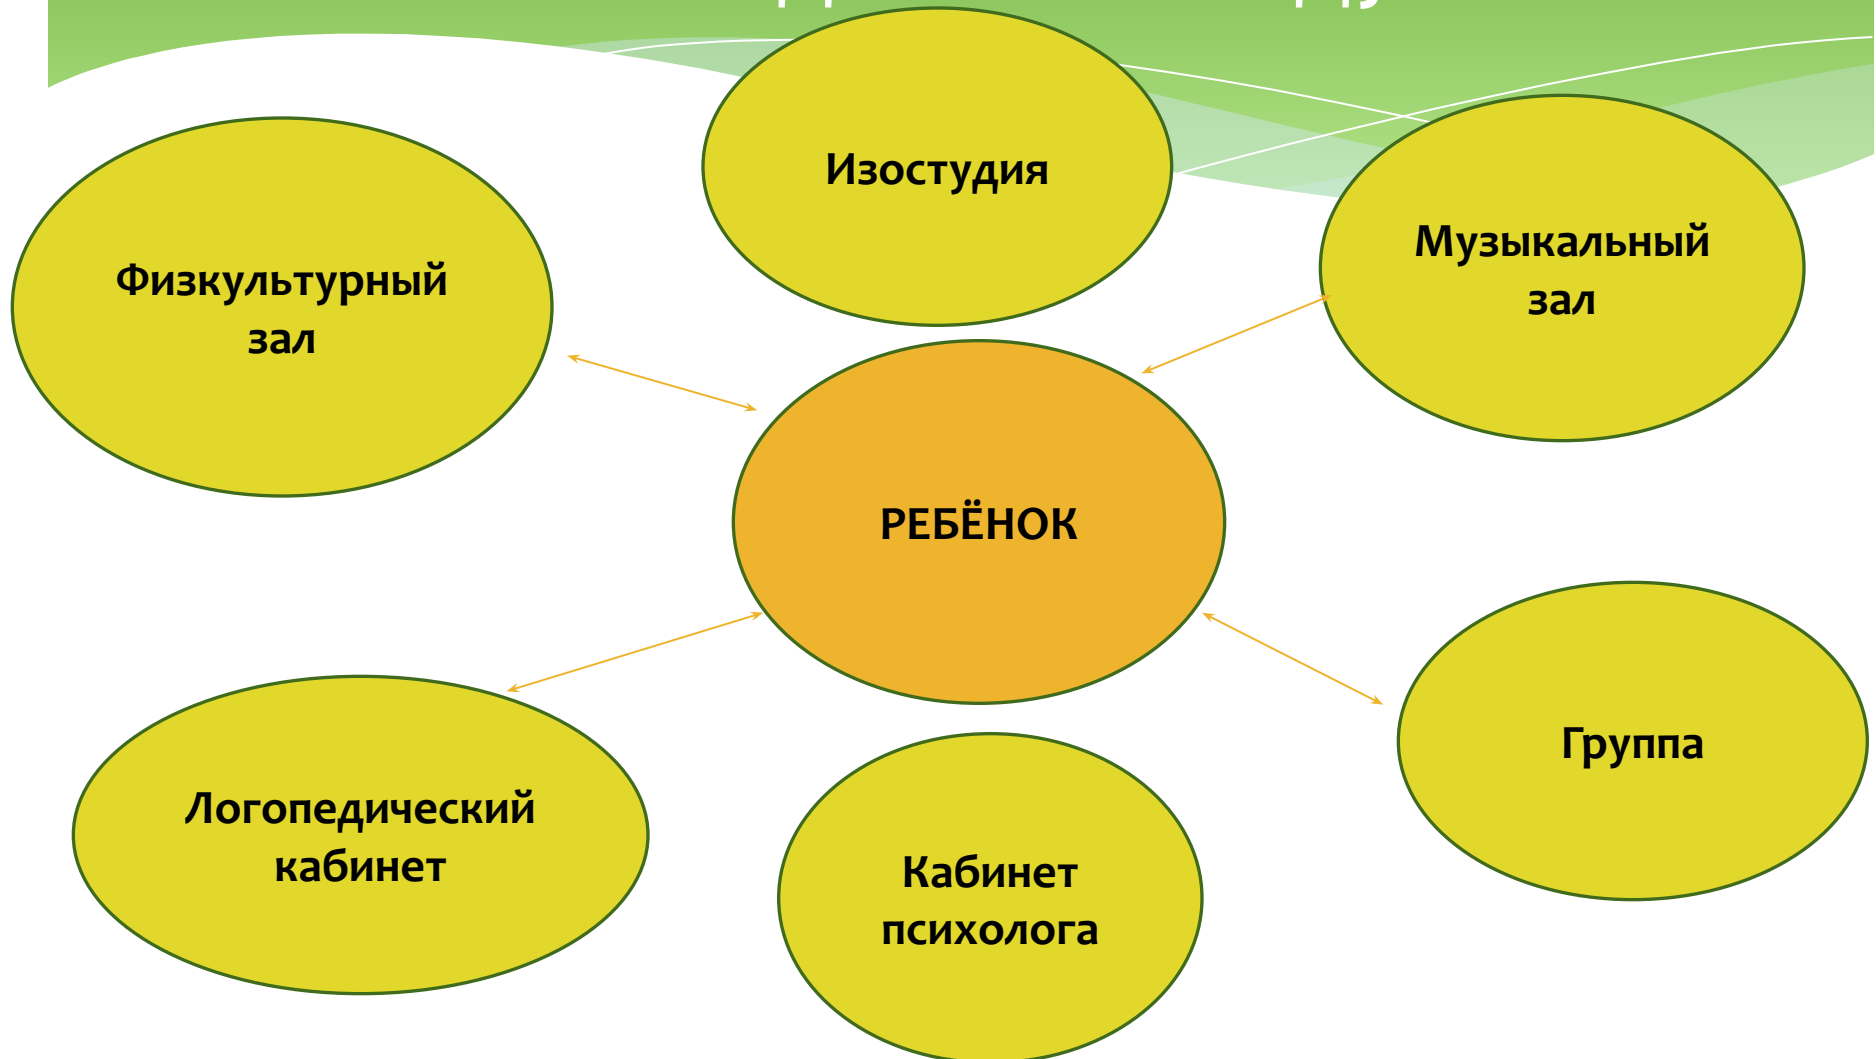 Изостудия
Музыкальный
зал
Физкультурный
зал
РЕБЁНОК
Группа
Логопедический
кабинет
Кабинет
психолога